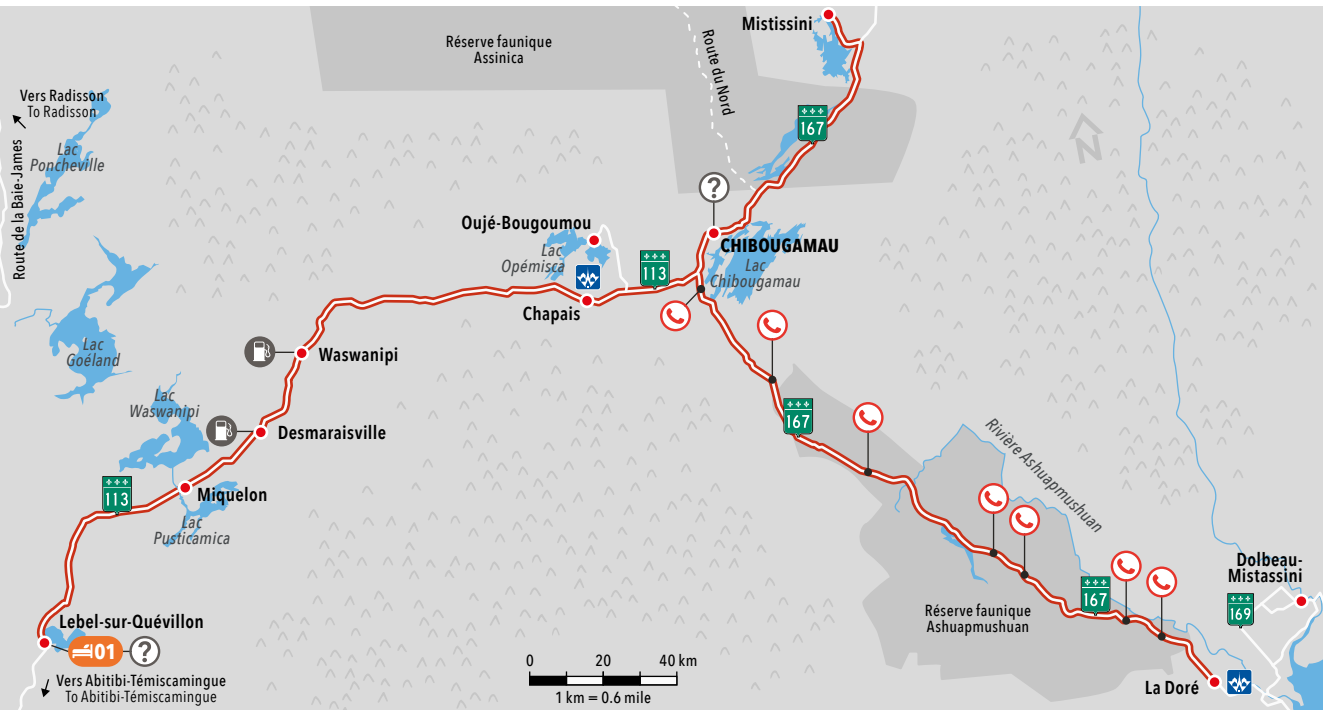 Mistissini
Réserve faunique
Assinica
Route du Nord
Vers Radisson
To Radisson
167
Lac
Poncheville
Route de la Baie-James
?
Oujé-Bougoumou
CHIBOUGAMAU
Lac
Opémisca
113
Lac
Chibougamau
Chapais
Lac
Goéland
Waswanipi
Lac
Waswanipi
167
Desmaraisville
Rivière Ashuapmushuan
113
Miquelon
Lac
Pusticamica
Dolbeau-
Mistassini
167
169
Réserve faunique
Ashuapmushuan
Lebel-sur-Quévillon
01
?
0 20 40 km
1 km = 0.6 mile
Vers Abitibi-Témiscamingue
To Abitibi-Témiscamingue
La Doré
N